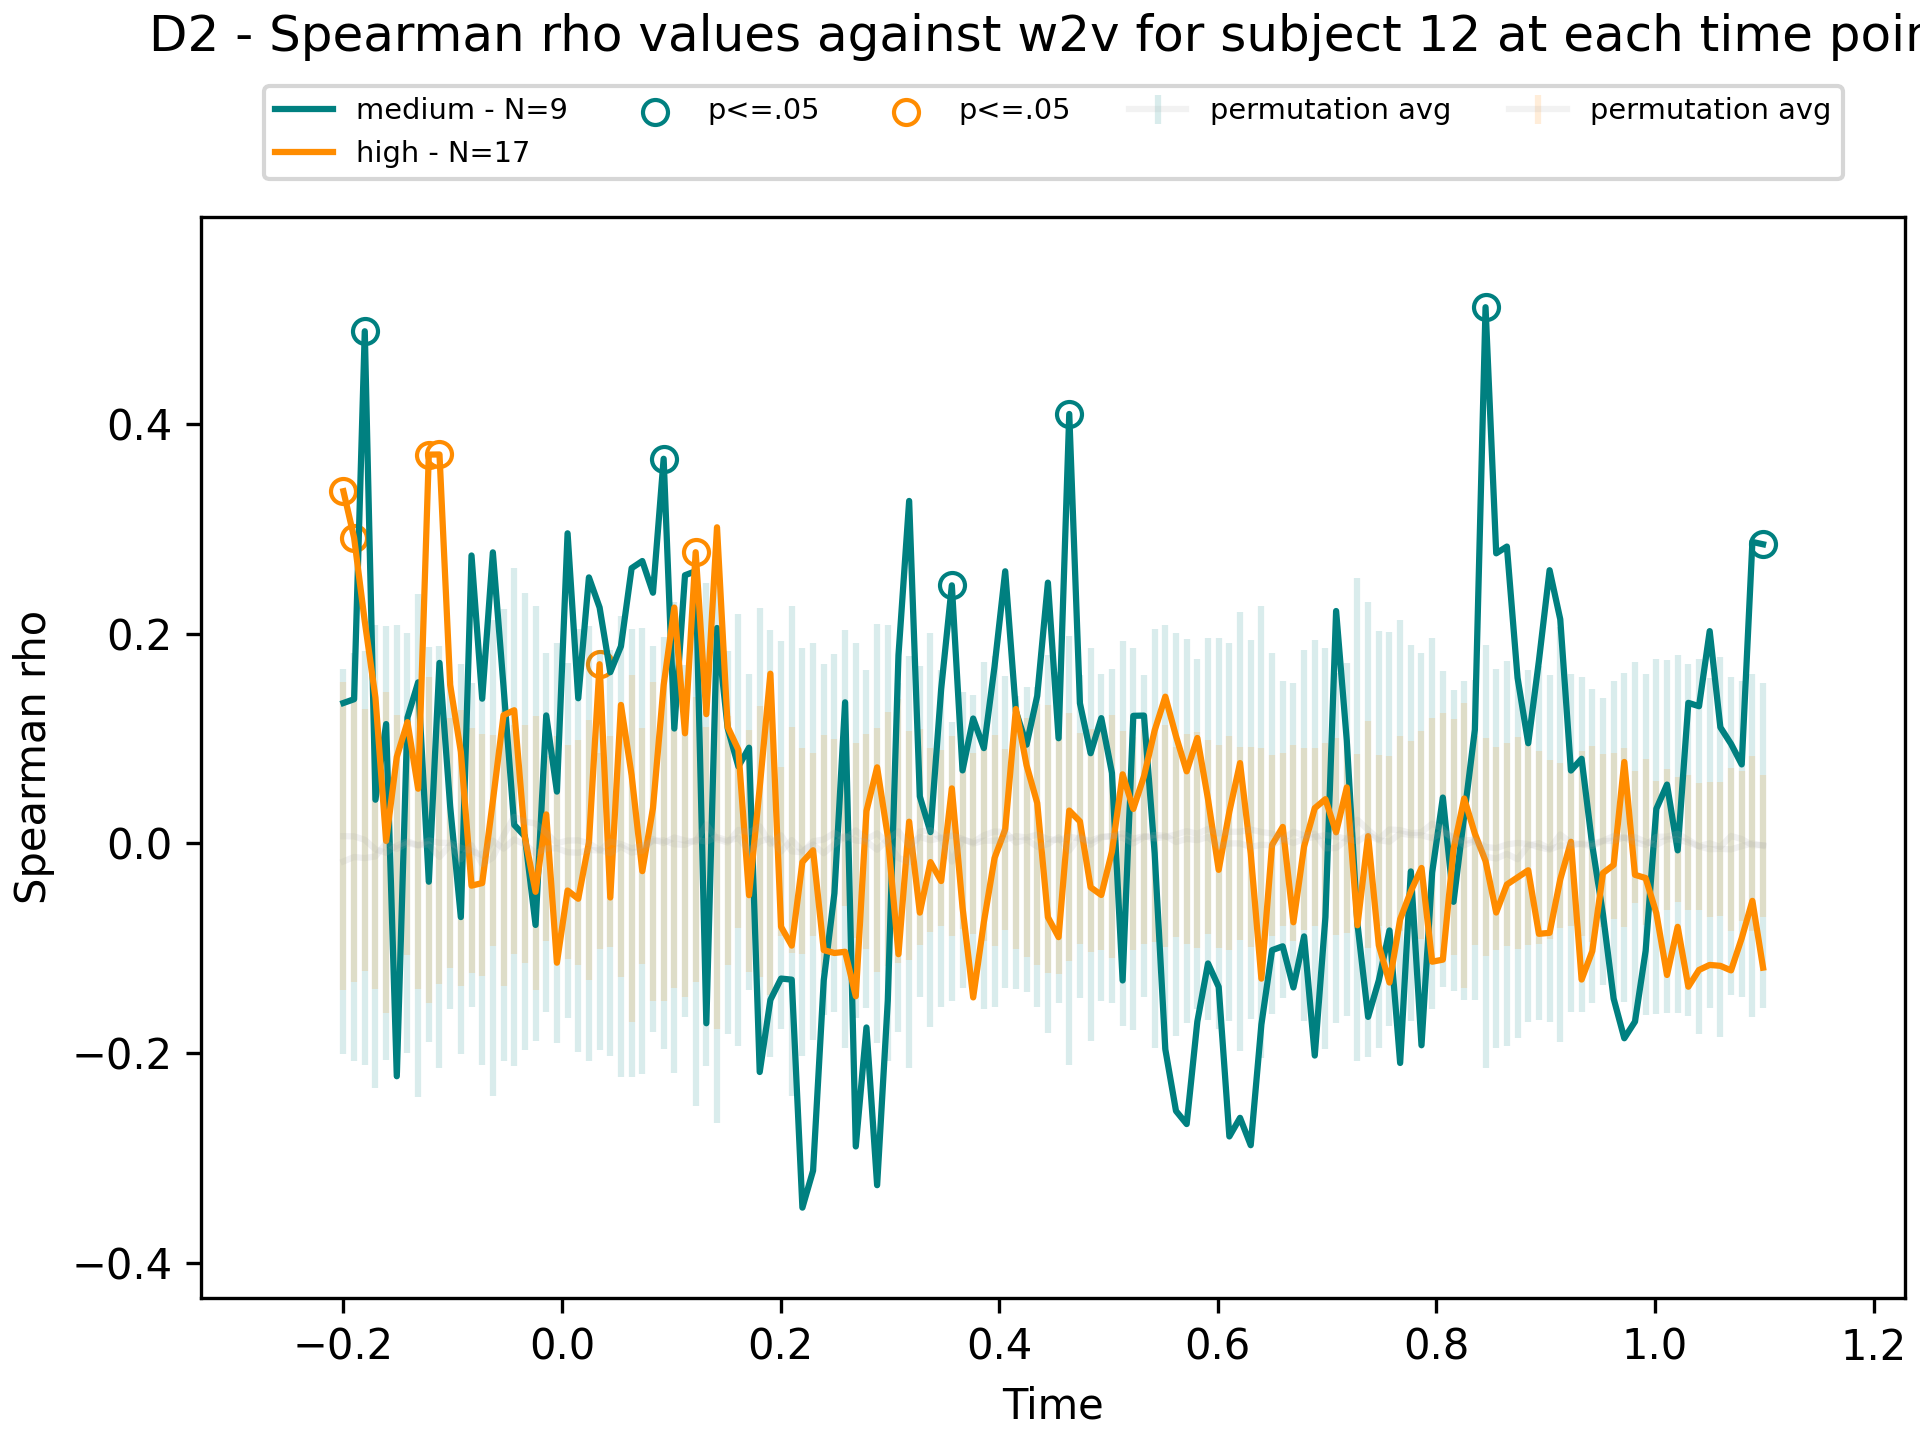 D2 - Spearman rho values against w2v for subject 12 at each time poin
medium - N=9
high - N=17
p<=.05
p<=.05
permutation avg
permutation avg
Spearman rho
0.4
0.2
0.0
−0.2
−0.4
−0.2 0.0 0.2 0.4 0.6 0.8 1.0 1.2
Time